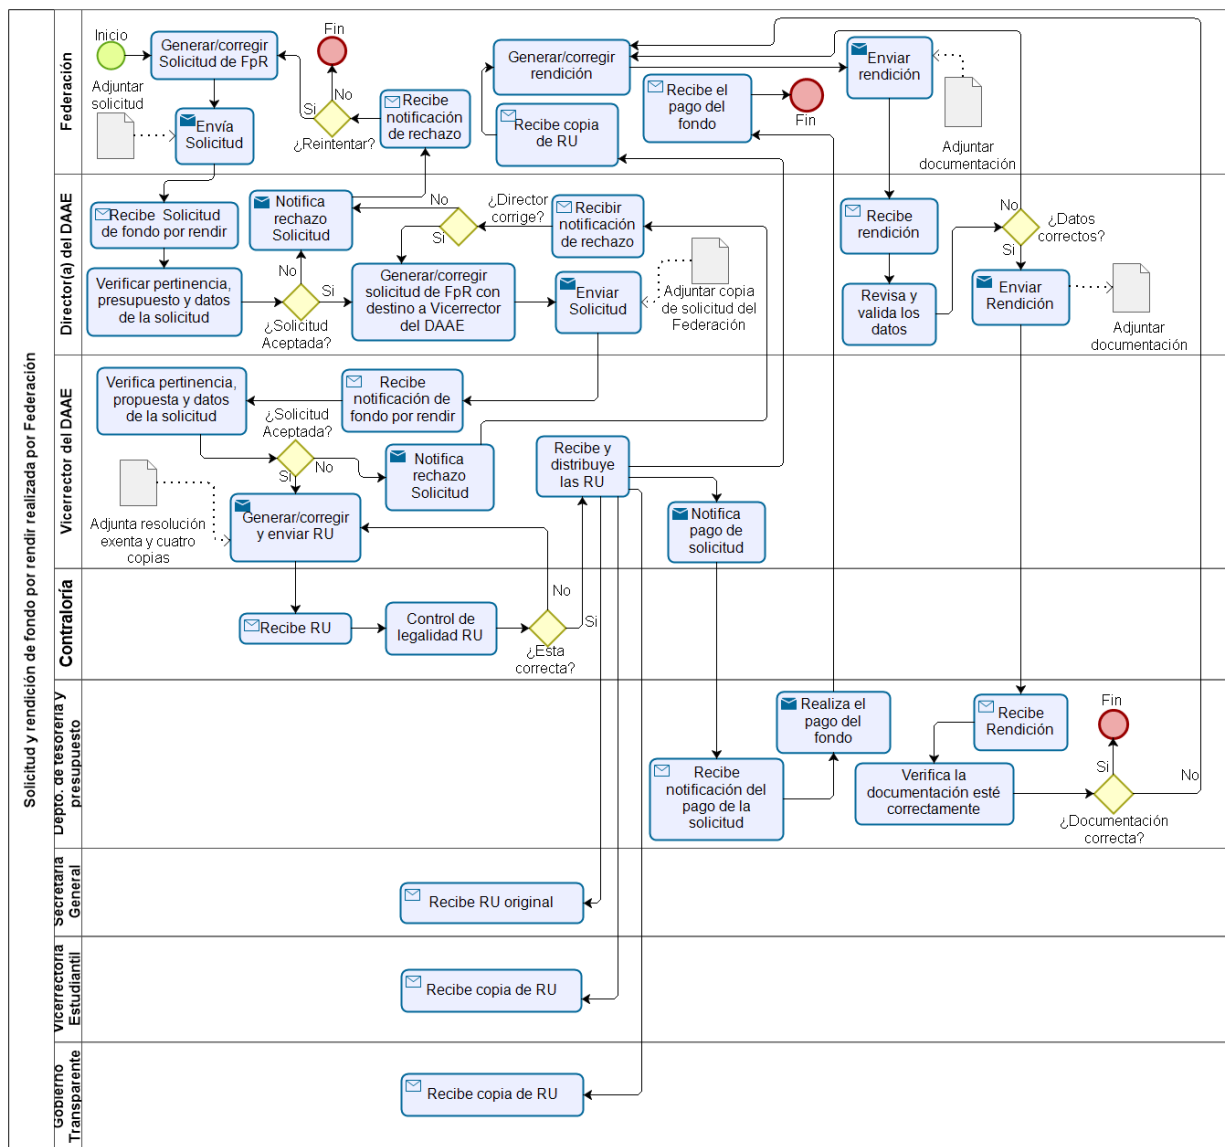 Solicitud y rendición de fondo por rendir realizada por Federación
Federación
Inicio
Generar/corregir
Solicitud de FpR
Fin
Adjuntar
solicitud
Envía
Solicitud
Si
No
¿Reintentar?
Recibe
notificación
de rechazo
Generar/corregir
rendición
Recibe copia
de RU
Recibe el
pago del
fondo
Fin
Enviar
rendición
Adjuntar
documentación
Director(a) del DAAE
Recibe Solicitud
de fondo por rendir
Verificar pertinencia,
presupuesto y datos
de la solicitud
Notifica
rechazo
Solicitud
No
Si
¿Solicitud
Aceptada?
No
Si
¿Director
corrige?
Recibir
notificación
de rechazo
Generar/corregir
solicitud de FpR con
destino a Vicerrector
del DAAE
Enviar
Solicitud
Adjuntar copia
de solicitud del
Federación
Recibe
rendición
Revisa y
valida los
datos
No
¿Datos
correctos?
Si
Enviar
Rendición
Adjuntar
documentación
Vicerrector del DAAE
Verifica pertinencia,
propuesta y datos
de la solicitud
Recibe
notificación de
fondo por rendir
¿Solicitud
Aceptada?
Si
No
Notifica
rechazo
Solicitud
Adjunta resolución
exenta y cuatro
copias
Generar/corregir
y enviar RU
Recibe y
distribuye
las RU
Notifica
pago de
solicitud
Contraloría
Recibe RU
Control de
legalidad RU
No
Si
¿Esta
correcta?
Depto. de tesorería y
presupuesto
Recibe
notificación del
pago de la
solicitud
Realiza el
pago del
fondo
Recibe
Rendición
Verifica la
documentación esté
correctamente
Fin
Si
No
¿Documentación
correcta?
Secretaria
General
Recibe RU original
Vicerrectoria
Estudiantil
Recibe copia de RU
Gobierno
Transparente
Recibe copia de RU